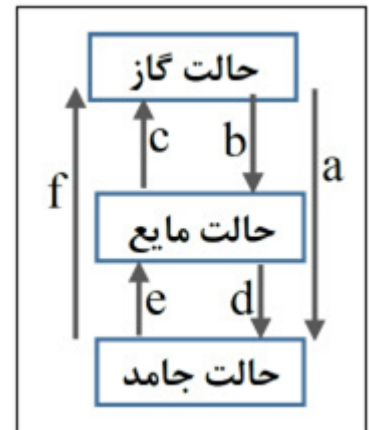 حالت گاز
c b a
f
حالت مایع
e d
حالت جامد